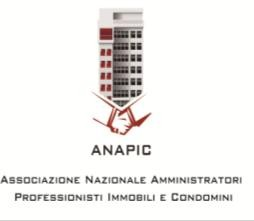 ANAPIC
ASSOCIAZIONE NAZIONALE AMMINISTRATORI
PROFESSIONISTI IMMOBILI E CONDOMINI